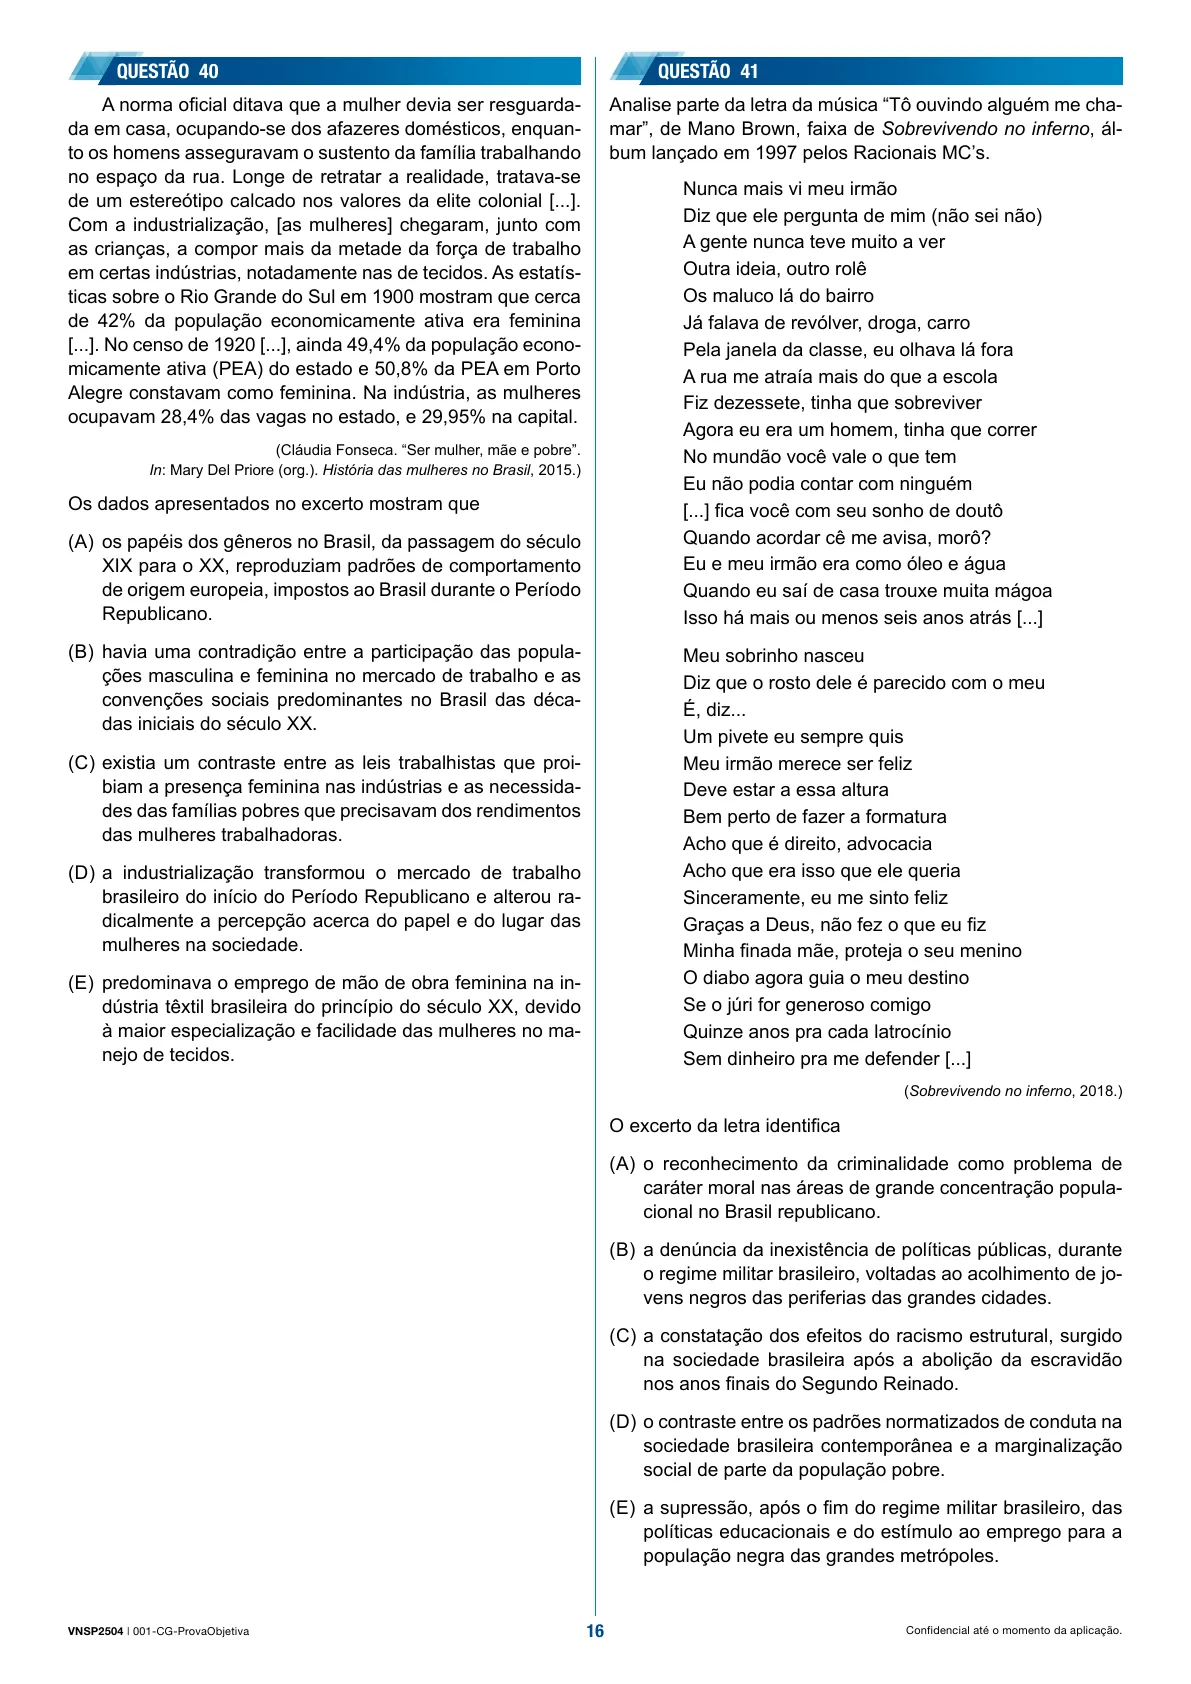 QUESTÃO 40
A norma oficial ditava que a mulher devia ser resguarda-
da em casa, ocupando-se dos afazeres domésticos, enquan-
to os homens asseguravam o sustento da família trabalhando
no espaço da rua. Longe de retratar a realidade, tratava-se
de um estereótipo calcado nos valores da elite colonial [...].
Com a industrialização, [as mulheres] chegaram, junto com
as crianças, a compor mais da metade da força de trabalho
em certas indústrias, notadamente nas de tecidos. As estatís-
ticas sobre o Rio Grande do Sul em 1900 mostram que cerca
de 42% da população economicamente ativa era feminina
[...]. No censo de 1920 [...], ainda 49,4% da população econo-
micamente ativa (PEA) do estado e 50,8% da PEA em Porto
Alegre constavam como feminina. Na indústria, as mulheres
ocupavam 28,4% das vagas no estado, e 29,95% na capital.
(Cláudia Fonseca. “Ser mulher, mãe e pobre”.
In: Mary Del Priore (org.). História das mulheres no Brasil, 2015.)
Os dados apresentados no excerto mostram que
(A) os papéis dos gêneros no Brasil, da passagem do século
XIX para o XX, reproduziam padrões de comportamento
de origem europeia, impostos ao Brasil durante o Período
Republicano.
(B) havia uma contradição entre a participação das popula-
ções masculina e feminina no mercado de trabalho e as
convenções sociais predominantes no Brasil das déca-
das iniciais do século XX.
(C) existia um contraste entre as leis trabalhistas que proi-
biam a presença feminina nas indústrias e as necessida-
des das famílias pobres que precisavam dos rendimentos
das mulheres trabalhadoras.
(D) a industrialização transformou o mercado de trabalho
brasileiro do início do Período Republicano e alterou ra-
dicalmente a percepção acerca do papel e do lugar das
mulheres na sociedade.
(E) predominava o emprego de mão de obra feminina na in-
dústria têxtil brasileira do princípio do século XX, devido
à maior especialização e facilidade das mulheres no ma-
nejo de tecidos.
QUESTÃO 41
Analise parte da letra da música “Tô ouvindo alguém me cha-
mar”, de Mano Brown, faixa de Sobrevivendo no inferno, ál-
bum lançado em 1997 pelos Racionais MC’s.
Nunca mais vi meu irmão
Diz que ele pergunta de mim (não sei não)
A gente nunca teve muito a ver
Outra ideia, outro rolê
Os maluco lá do bairro
Já falava de revólver, droga, carro
Pela janela da classe, eu olhava lá fora
A rua me atraía mais do que a escola
Fiz dezessete, tinha que sobreviver
Agora eu era um homem, tinha que correr
No mundão você vale o que tem
Eu não podia contar com ninguém
[...] fica você com seu sonho de doutô
Quando acordar cê me avisa, morô?
Eu e meu irmão era como óleo e água
Quando eu saí de casa trouxe muita mágoa
Isso há mais ou menos seis anos atrás [...]
Meu sobrinho nasceu
Diz que o rosto dele é parecido com o meu
É, diz...
Um pivete eu sempre quis
Meu irmão merece ser feliz
Deve estar a essa altura
Bem perto de fazer a formatura
Acho que é direito, advocacia
Acho que era isso que ele queria
Sinceramente, eu me sinto feliz
Graças a Deus, não fez o que eu fiz
Minha finada mãe, proteja o seu menino
O diabo agora guia o meu destino
Se o júri for generoso comigo
Quinze anos pra cada latrocínio
Sem dinheiro pra me defender [...]
(Sobrevivendo no inferno, 2018.)
O excerto da letra identifica
(A) o reconhecimento da criminalidade como problema de
caráter moral nas áreas de grande concentração popula-
cional no Brasil republicano.
(B) a denúncia da inexistência de políticas públicas, durante
o regime militar brasileiro, voltadas ao acolhimento de jo-
vens negros das periferias das grandes cidades.
(C) a constatação dos efeitos do racismo estrutural, surgido
na sociedade brasileira após a abolição da escravidão
nos anos finais do Segundo Reinado.
(D) o contraste entre os padrões normatizados de conduta na
sociedade brasileira contemporânea e a marginalização
social de parte da população pobre.
(E) a supressão, após o fim do regime militar brasileiro, das
políticas educacionais e do estímulo ao emprego para a
população negra das grandes metrópoles.
VNSP2504 | 001-CG-ProvaObjetiva
16
Confidencial até o momento da aplicação.